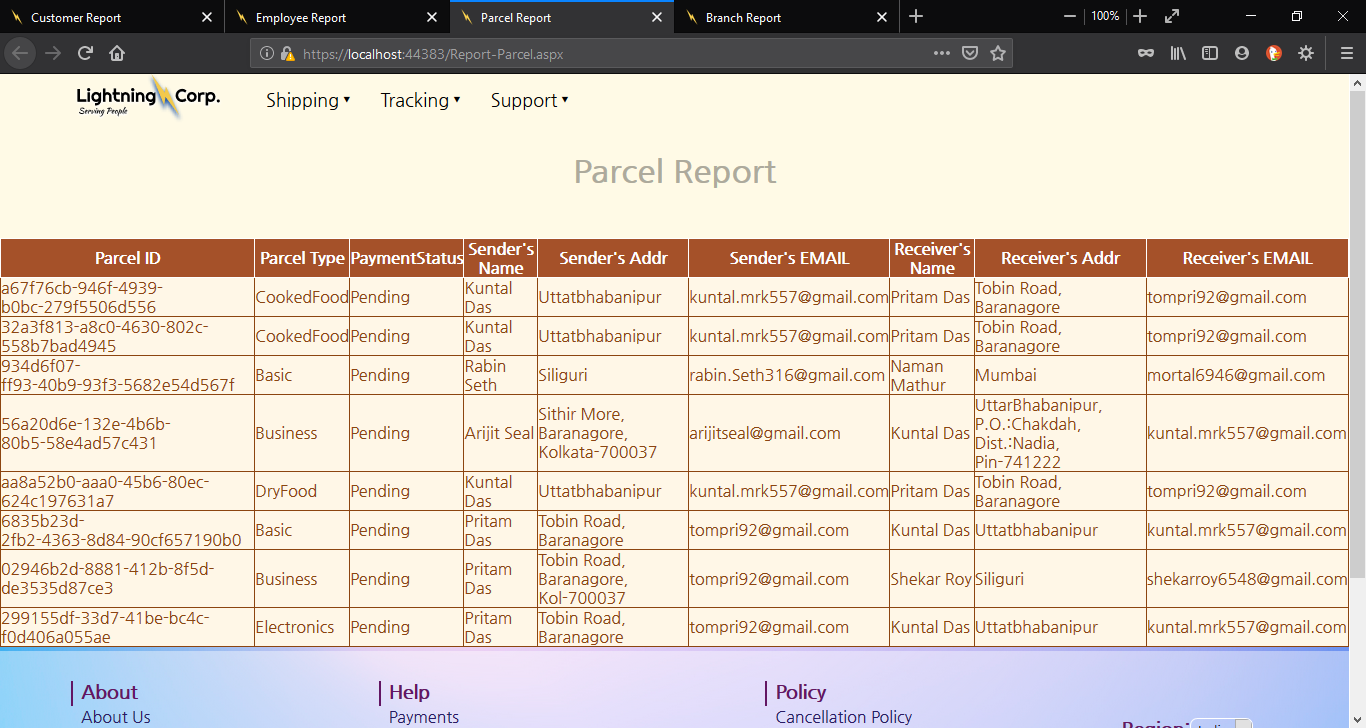 Customer Report
Employee Report
Parcel Report
Branch Report
100%
https://localhost:44383/Report-Parcel.aspx
Lightning Corp.
Serving People
Shipping ▾ Tracking ▾ Support ▾
Parcel Report
Parcel ID Parcel Type PaymentStatus Sender's Name Sender's Addr Sender's EMAIL Receiver's Name Receiver's Addr Receiver's EMAIL
a67f76cb-946f-4939-b0bc-279f5506d556 CookedFood Pending Kuntal Das Uttatbhabanipur kuntal.mrk557@gmail.com Pritam Das Tobin Road, Baranagore tompri92@gmail.com
32a3f813-a8c0-4630-802c-558b7bad4945 CookedFood Pending Kuntal Das Uttatbhabanipur kuntal.mrk557@gmail.com Pritam Das Tobin Road, Baranagore tompri92@gmail.com
934d6f07-ff93-40b9-93f3-5682e54d567f Basic Pending Rabin Seth Siliguri rabin.Seth316@gmail.com Naman Mathur Mumbai mortal6946@gmail.com
56a20d6e-132e-4b6b-80b5-58e4ad57c431 Business Pending Arijit Seal Sithir More, Baranagore, Kolkata-700037 arijitseal@gmail.com Kuntal Das UttarBhabanipur, P.O.:Chakdah, Dist.:Nadia, Pin-741222 kuntal.mrk557@gmail.com
aa8a52b0-aaa0-45b6-80ec-624c197631a7 DryFood Pending Kuntal Das Uttatbhabanipur kuntal.mrk557@gmail.com Pritam Das Tobin Road, Baranagore tompri92@gmail.com
6835b23d-2fb2-4363-8d84-90cf657190b0 Basic Pending Pritam Das Tobin Road, Baranagore tompri92@gmail.com Kuntal Das Uttatbhabanipur kuntal.mrk557@gmail.com
02946b2d-8881-412b-8f5d-de3535d87ce3 Business Pending Pritam Das Tobin Road, Baranagore, Kol-700037 tompri92@gmail.com Shekar Roy Siliguri shekarroy6548@gmail.com
299155df-33d7-41be-bc4c-f0d406a055ae Electronics Pending Pritam Das Tobin Road, Baranagore tompri92@gmail.com Kuntal Das Uttatbhabanipur kuntal.mrk557@gmail.com
About
About Us
Help
Payments
Policy
Cancellation Policy
Region: